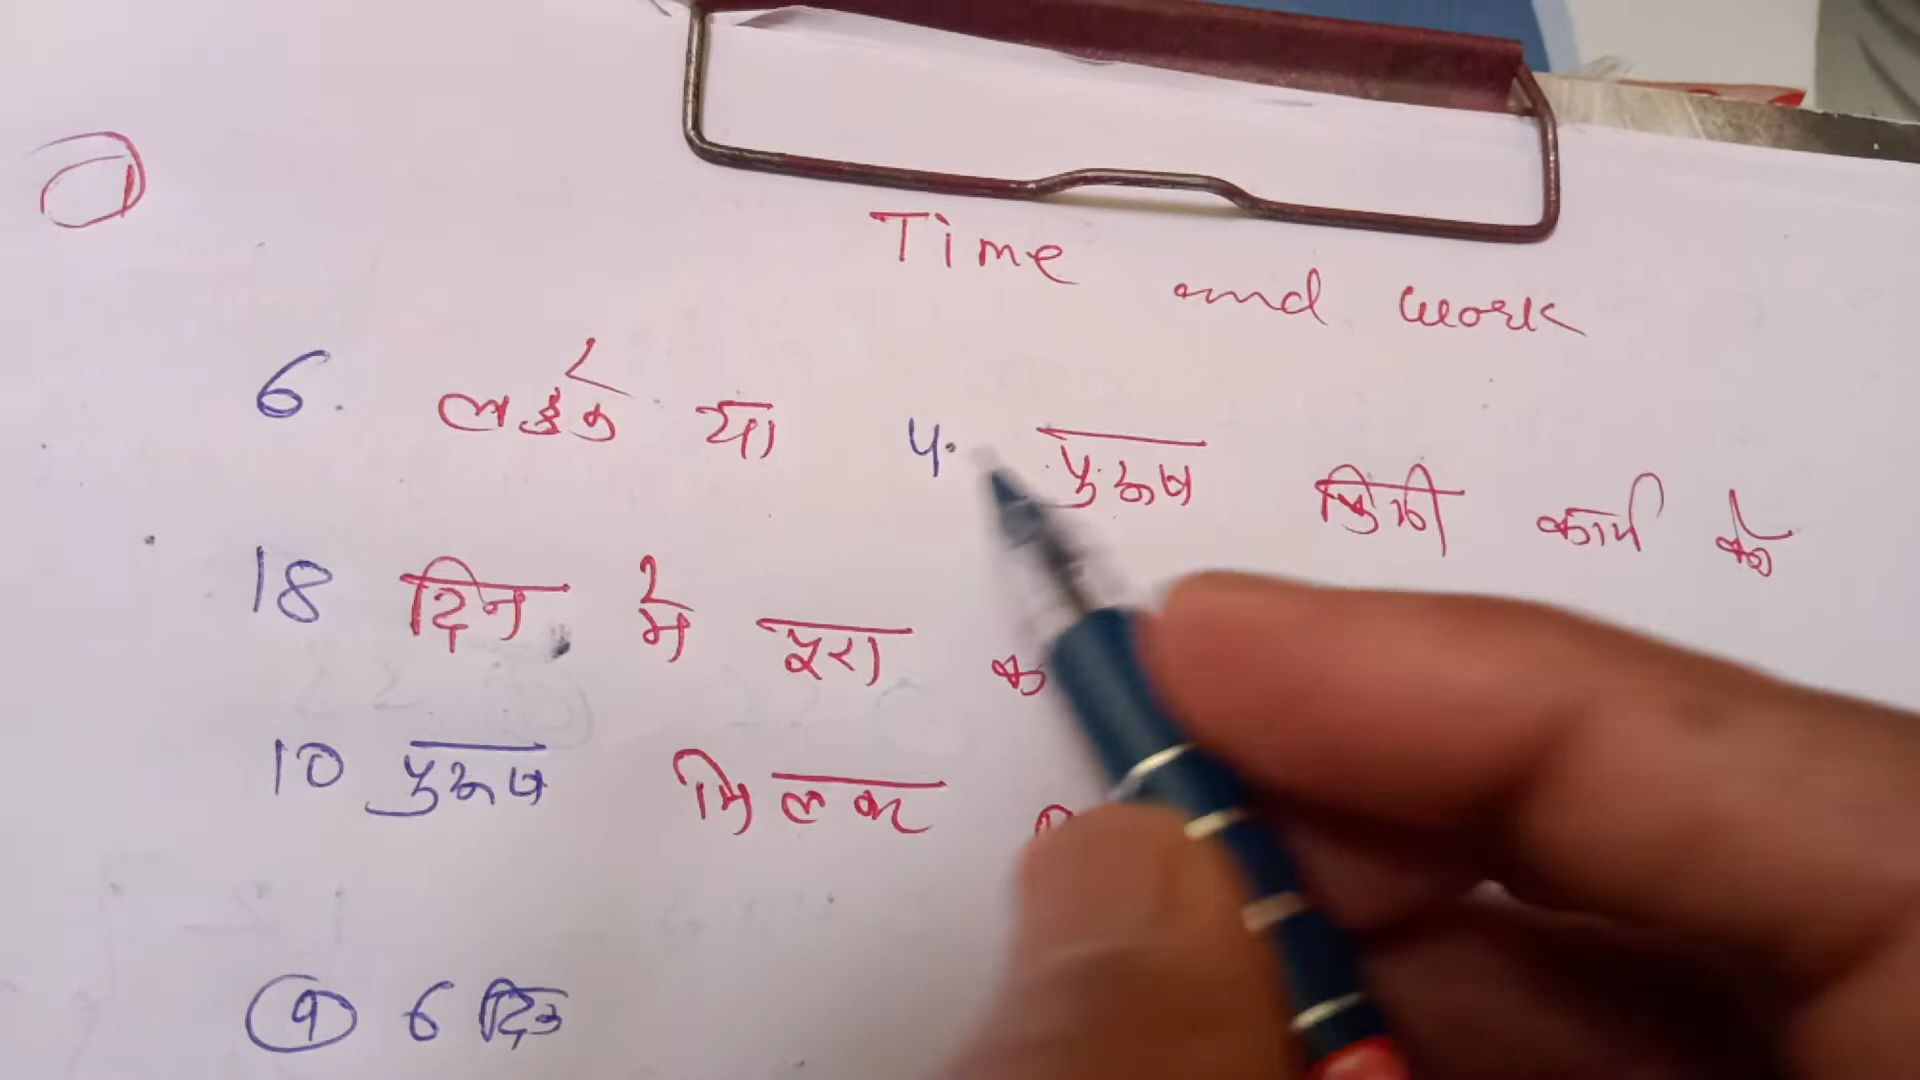 Time and work
6 लड़के या 4 पुरूष किसी कार्य को
18 दिन में पूरा क
10 पुरूष मिलकर
(a) 6 दिन